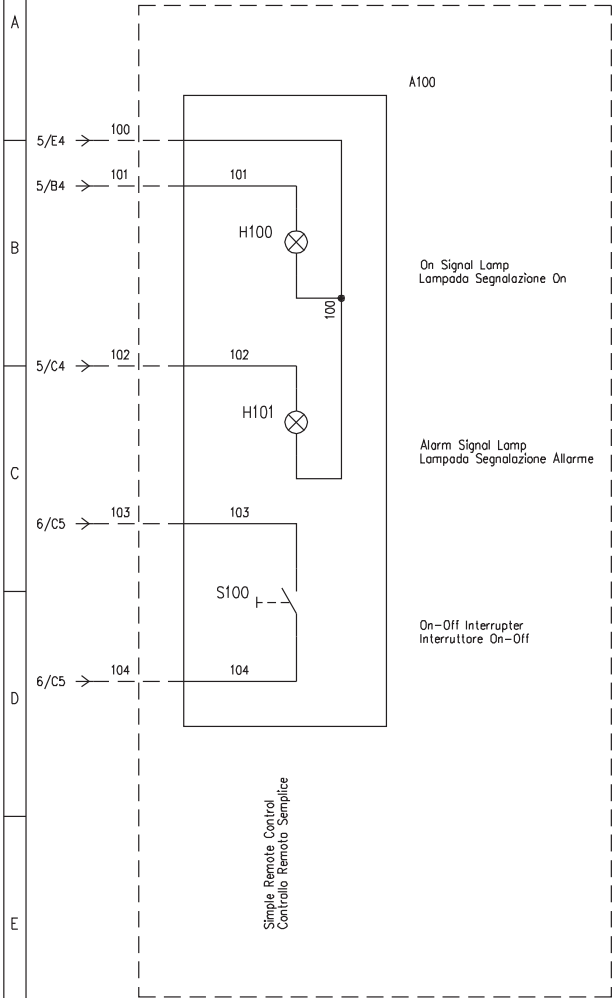 A
A100
100
5/E4
101
5/B4
101
H100
B
On Signal Lamp
Lampada Segnalazione On
100
102
5/C4
102
H101
Alarm Signal Lamp
Lampada Segnalazione Allarme
C
103
6/C5
103
S100
On-Off Interrupter
Interruttore On-Off
104
6/C5
104
D
Simple Remote Control
Controllo Remoto Semplice
E